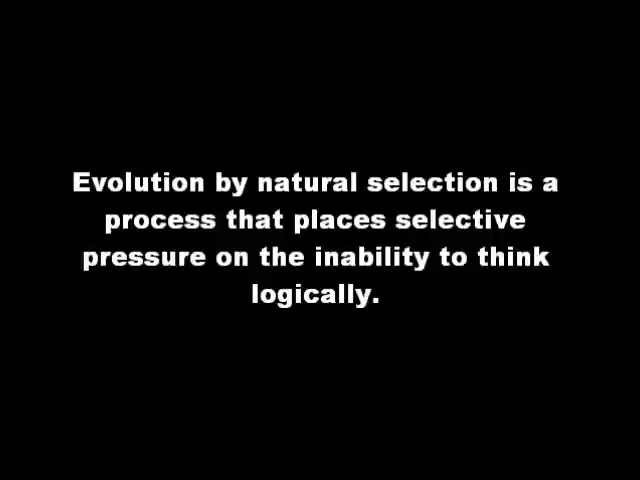 Evolution by natural selection is a
process that places selective
pressure on the inability to think
logically.